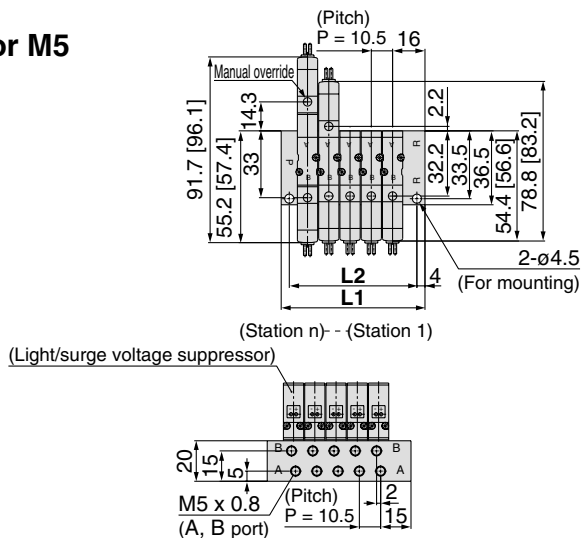 or M5
(Pitch)
P = 10.5
16
Manual override
2.2
14.3
91.7 [96.1]
55.2 [57.4]
33
P
A A A A A
B B B B B
R
R
32.2
33.5
36.5
54.4 [56.6]
78.8 [83.2]
2-ø4.5
(For mounting)
L2
4
L1
(Station n)- - (Station 1)
(Light/surge voltage suppressor)
20
15
5
B
B
A
A
M5 x 0.8
(A, B port)
(Pitch)
P = 10.5
2
15